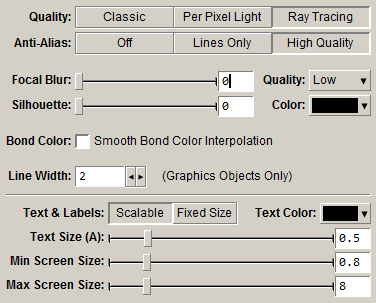 Quality: Classic Per Pixel Light Ray Tracing
Anti-Alias: Off Lines Only High Quality
Focal Blur: 0 Quality: Low
Silhouette: 0 Color:
Bond Color: Smooth Bond Color Interpolation
Line Width: 2 (Graphics Objects Only)
Text & Labels: Scalable Fixed Size Text Color:
Text Size (A): 0.5
Min Screen Size: 0.8
Max Screen Size: 8